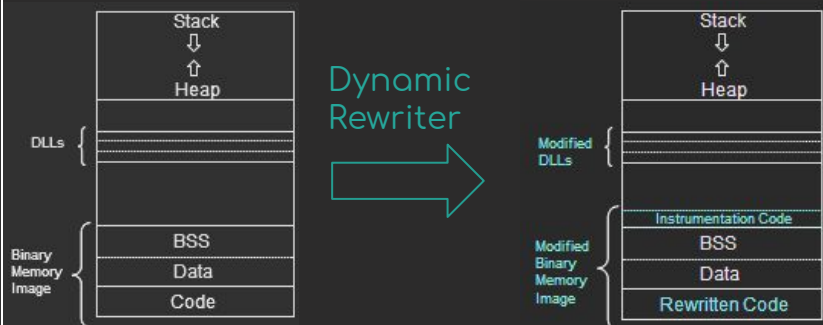 Stack
Heap
DLLs
BSS
Binary
Memory
Image
Data
Code
Dynamic
Rewriter
Stack
Heap
Modified
DLLs
Instrumentation Code
BSS
Modified
Binary
Memory
Image
Data
Rewritten Code